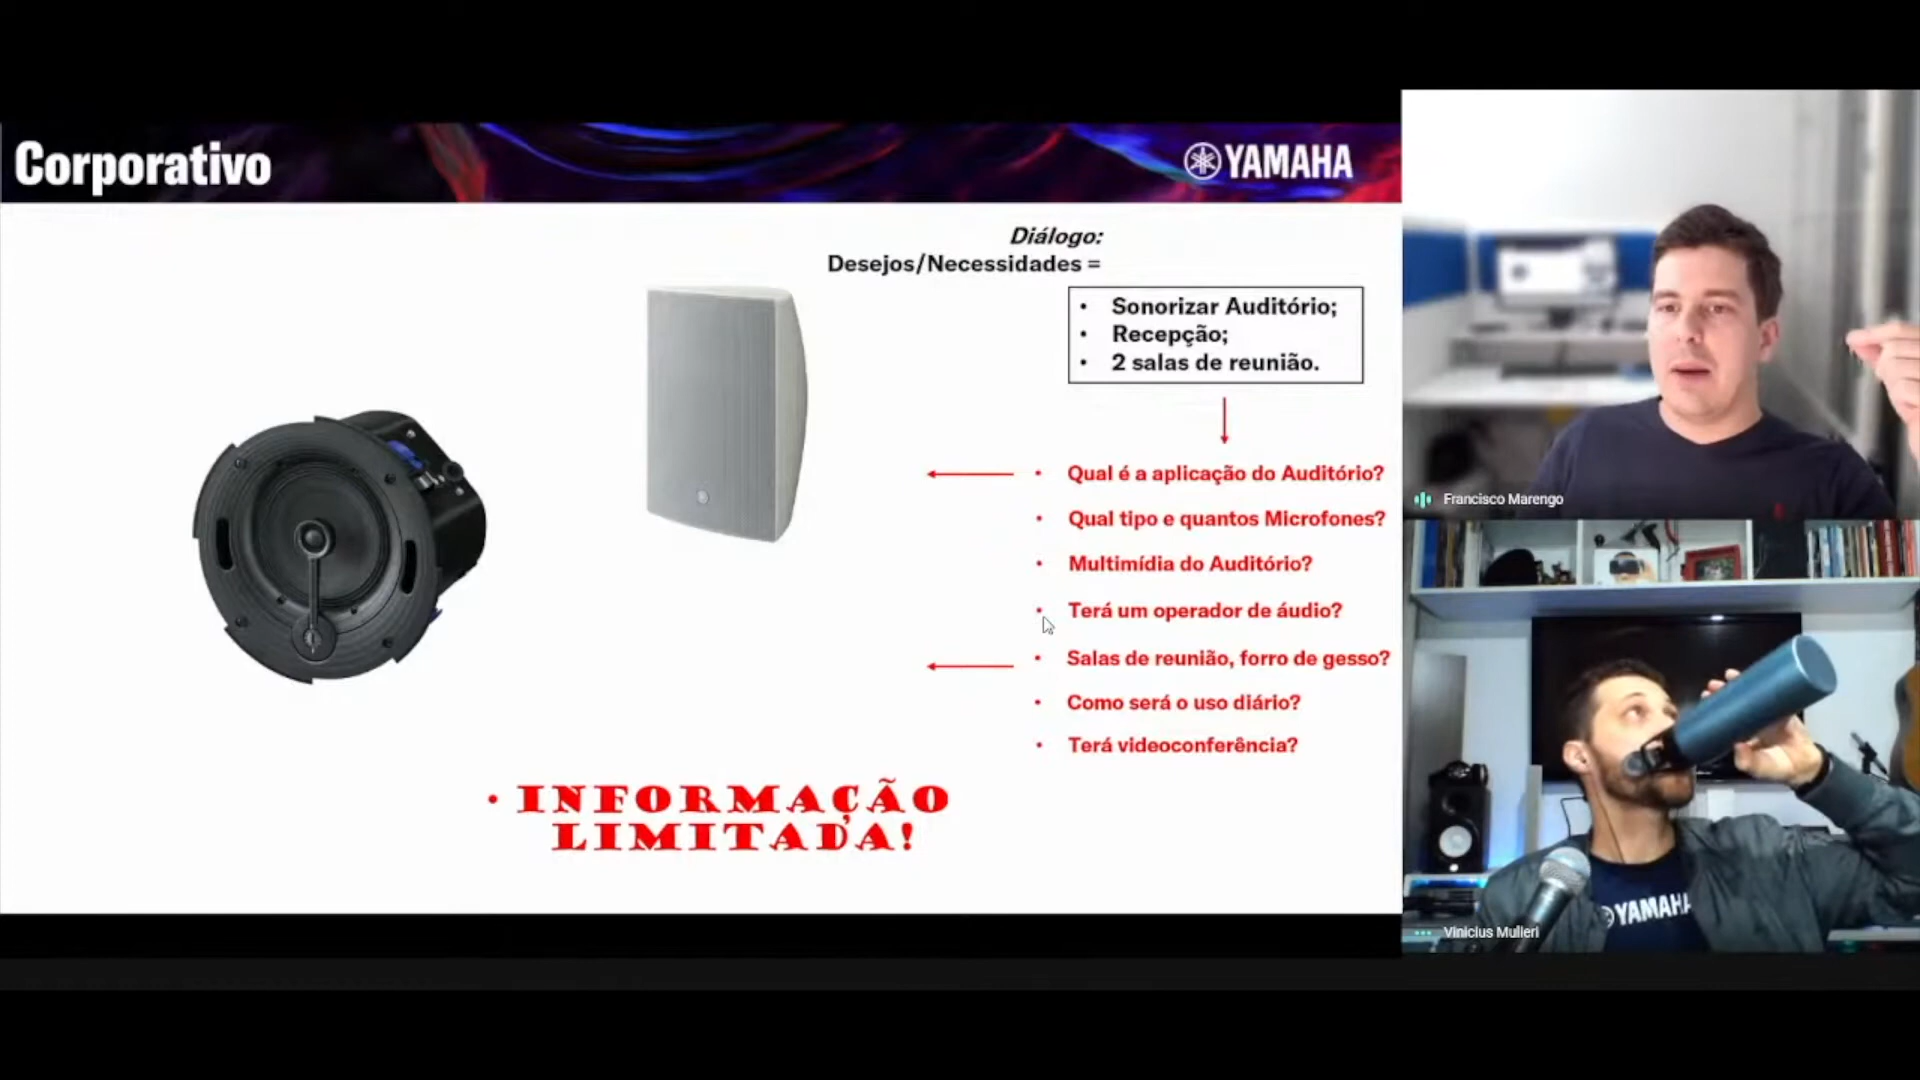 Corporativo
YAMAHA
Diálogo:
Desejos/Necessidades =
• Sonorizar Auditório;
• Recepção;
• 2 salas de reunião.
• Qual é a aplicação do Auditório?
• Qual tipo e quantos Microfones?
• Multimídia do Auditório?
• Terá um operador de áudio?
• Salas de reunião, forro de gesso?
• Como será o uso diário?
• Terá videoconferência?
• INFORMAÇÃO
LIMITADA!
Francisco Marengo
YAMAHA
Vinicius Mulleri